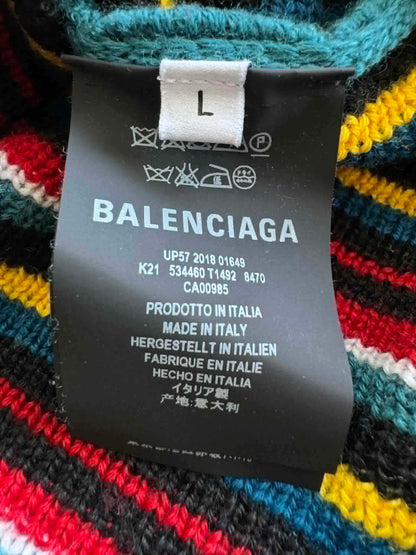 L
BALENCIAGA
UP57 2018 01649
K21 534460 T1492 8470
CA00985
PRODOTTO IN ITALIA
MADE IN ITALY
HERGESTELLT IN ITALIEN
FABRIQUE EN ITALIE
HECHO EN ITALIA
イタリア製
产地:意大利